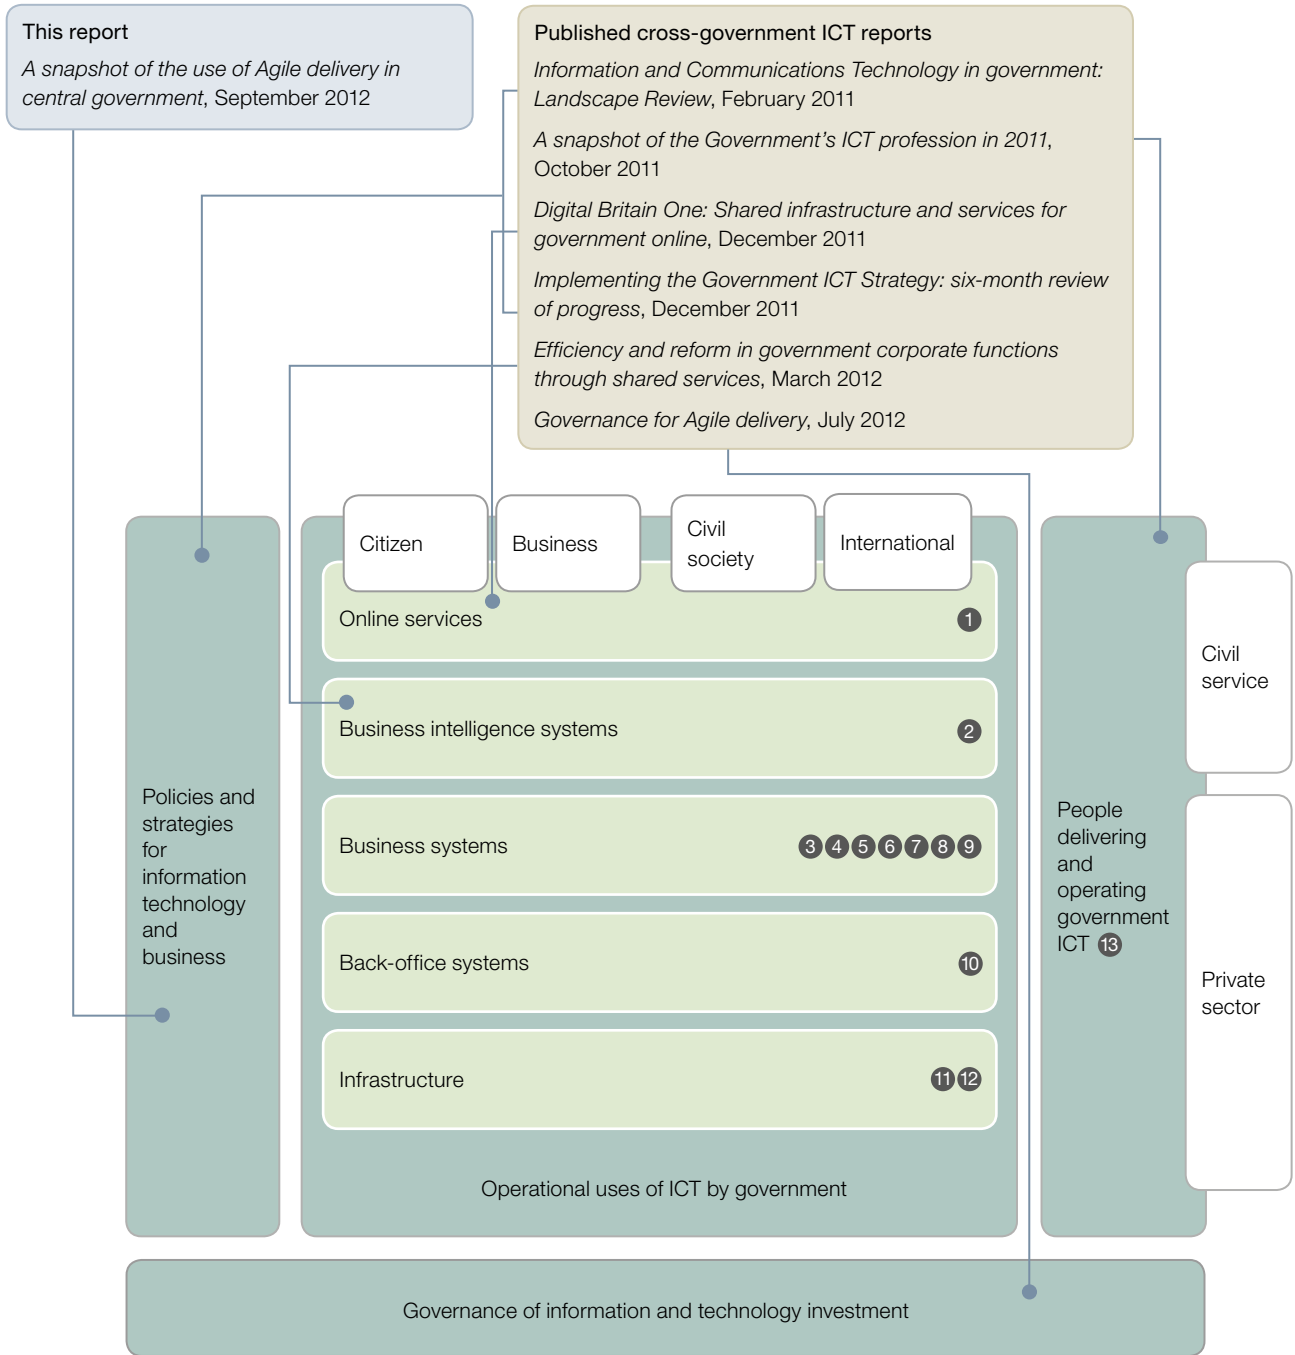 This report
A snapshot of the use of Agile delivery in
central government, September 2012
Published cross-government ICT reports
Information and Communications Technology in government:
Landscape Review, February 2011
A snapshot of the Government’s ICT profession in 2011,
October 2011
Digital Britain One: Shared infrastructure and services for
government online, December 2011
Implementing the Government ICT Strategy: six-month review
of progress, December 2011
Efficiency and reform in government corporate functions
through shared services, March 2012
Governance for Agile delivery, July 2012
Citizen
Business
Civil
society
International
Online services 1
Business intelligence systems 2
Business systems 3 4 5 6 7 8 9
Back-office systems 10
Infrastructure 11 12
Operational uses of ICT by government
Policies and
strategies
for
information
technology
and
business
People
delivering
and
operating
government
ICT 13
Civil
service
Private
sector
Governance of information and technology investment